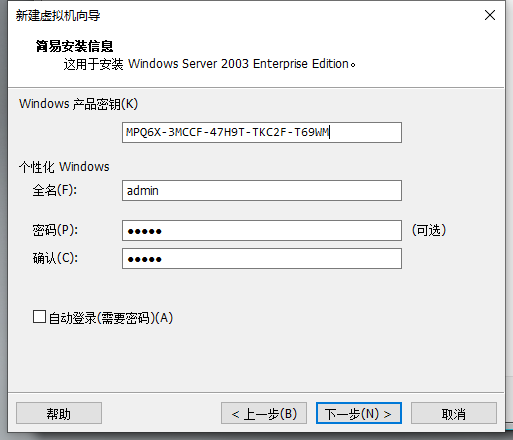 新建虚拟机向导
简易安装信息
这用于安装 Windows Server 2003 Enterprise Edition。
Windows 产品密钥(K)
MPQ6X-3MCCF-47H9T-TKC2F-T69WM
个性化 Windows
全名(F):
admin
密码(P):
●●●●●
(可选)
确认(C):
●●●●●
自动登录(需要密码)(A)
帮助
< 上一步(B)
下一步(N) >
取消